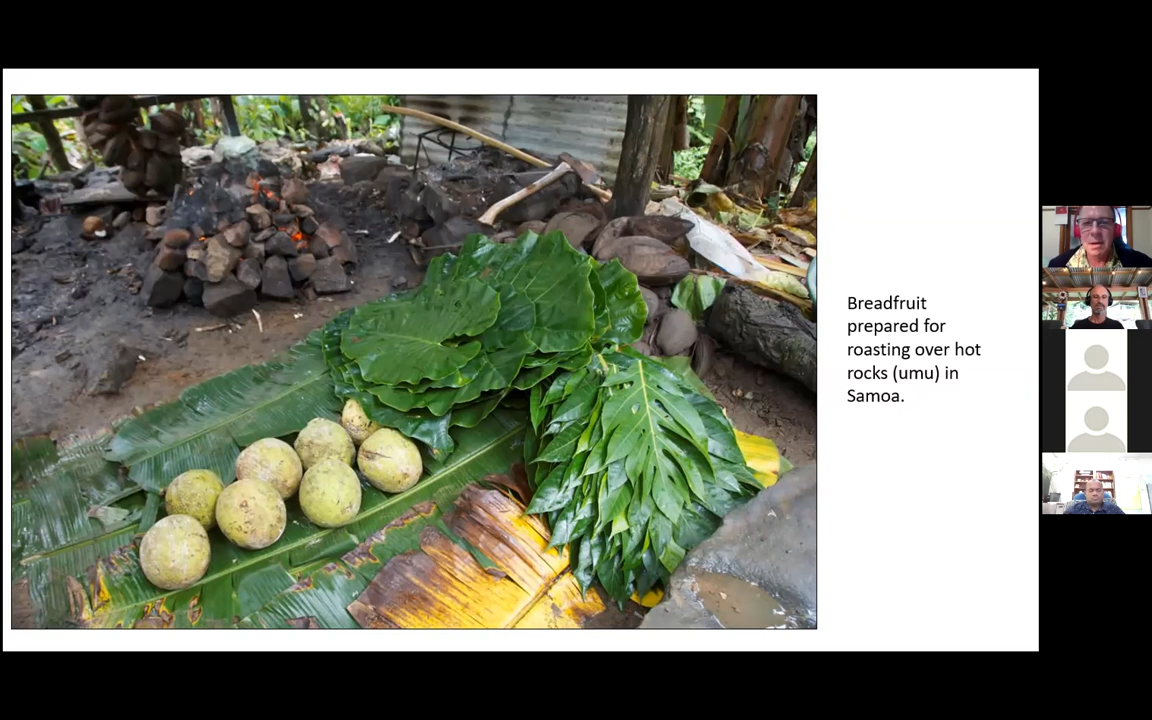 Breadfruit
prepared for
roasting over hot
rocks (umu) in
Samoa.